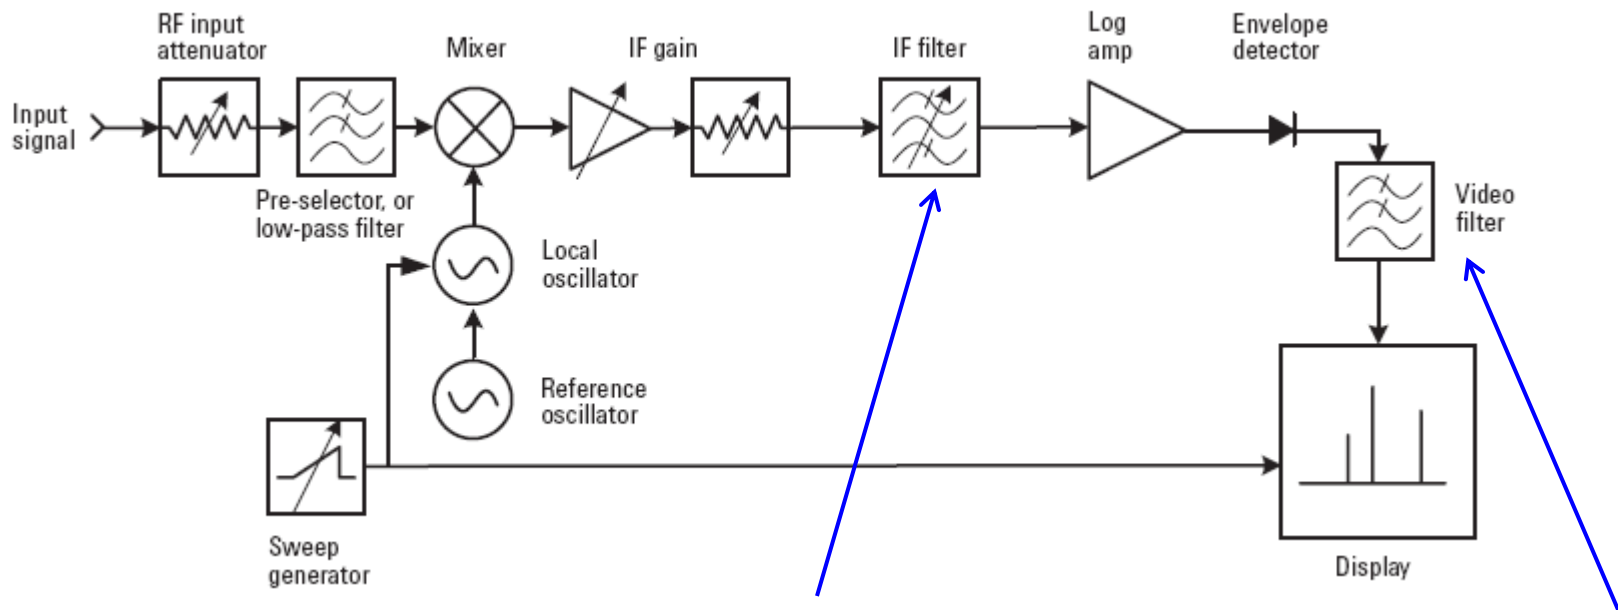 RF input
attenuator
Mixer
IF gain
IF filter
Log
amp
Envelope
detector
Input
signal
Pre-selector, or
low-pass filter
Video
filter
Local
oscillator
Reference
oscillator
Sweep
generator
Display